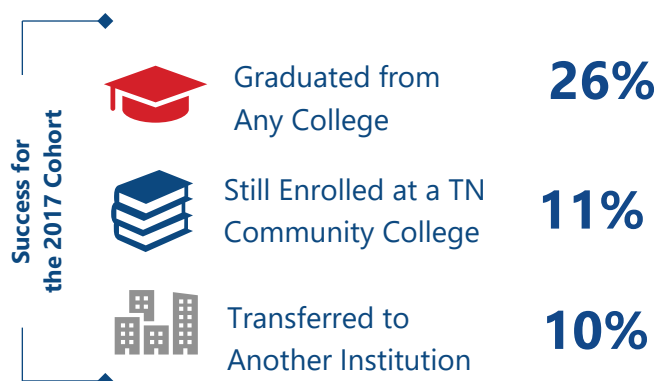 Success for
the 2017 Cohort
Graduated from
Any College
26%
Still Enrolled at a TN
Community College
11%
Transferred to
Another Institution
10%